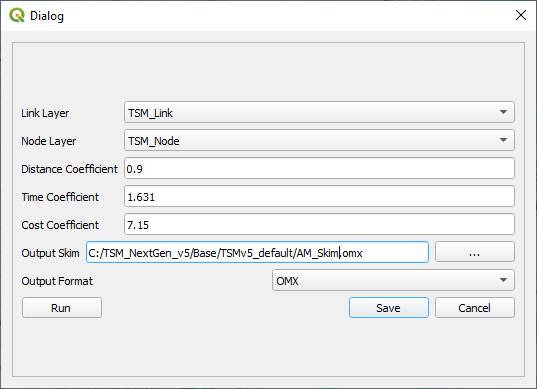 Dialog
Link Layer TSM_Link
Node Layer TSM_Node
Distance Coefficient 0.9
Time Coefficient 1.631
Cost Coefficient 7.15
Output Skim C:/TSM_NextGen_v5/Base/TSMv5_default/AM_Skim.omx ...
Output Format OMX
Run Save Cancel